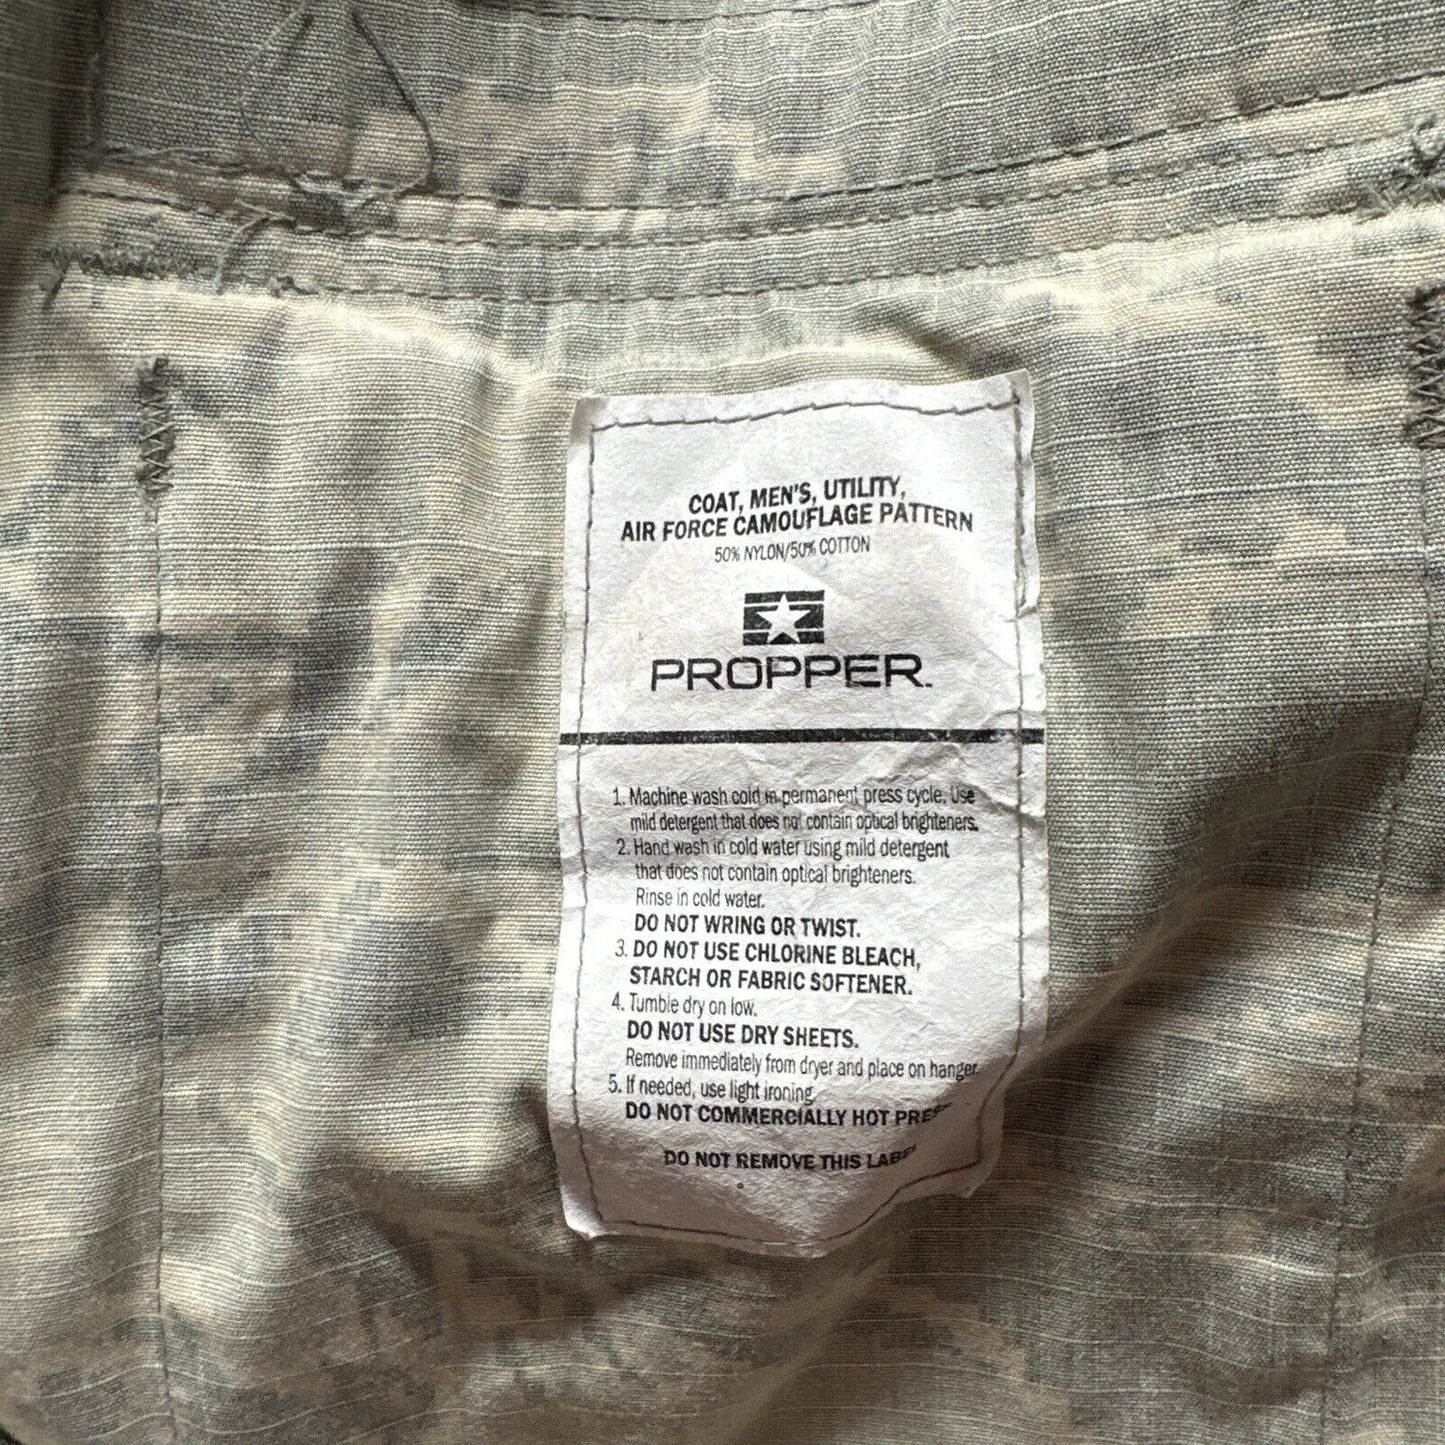 COAT, MEN'S, UTILITY,
AIR FORCE CAMOUFLAGE PATTERN
50% NYLON/50% COTTON
PROPPER.
1. Machine wash cold in permanent press cycle. Use
mild detergent that does not contain optical brighteners.
2. Hand wash in cold water using mild detergent
that does not contain optical brighteners.
Rinse in cold water.
DO NOT WRING OR TWIST.
3. DO NOT USE CHLORINE BLEACH,
STARCH OR FABRIC SOFTENER.
4. Tumble dry on low.
DO NOT USE DRY SHEETS.
Remove immediately from dryer and place on hanger
5. If needed, use light ironing.
DO NOT COMMERCIALLY HOT PRES
DO NOT REMOVE THIS LABE